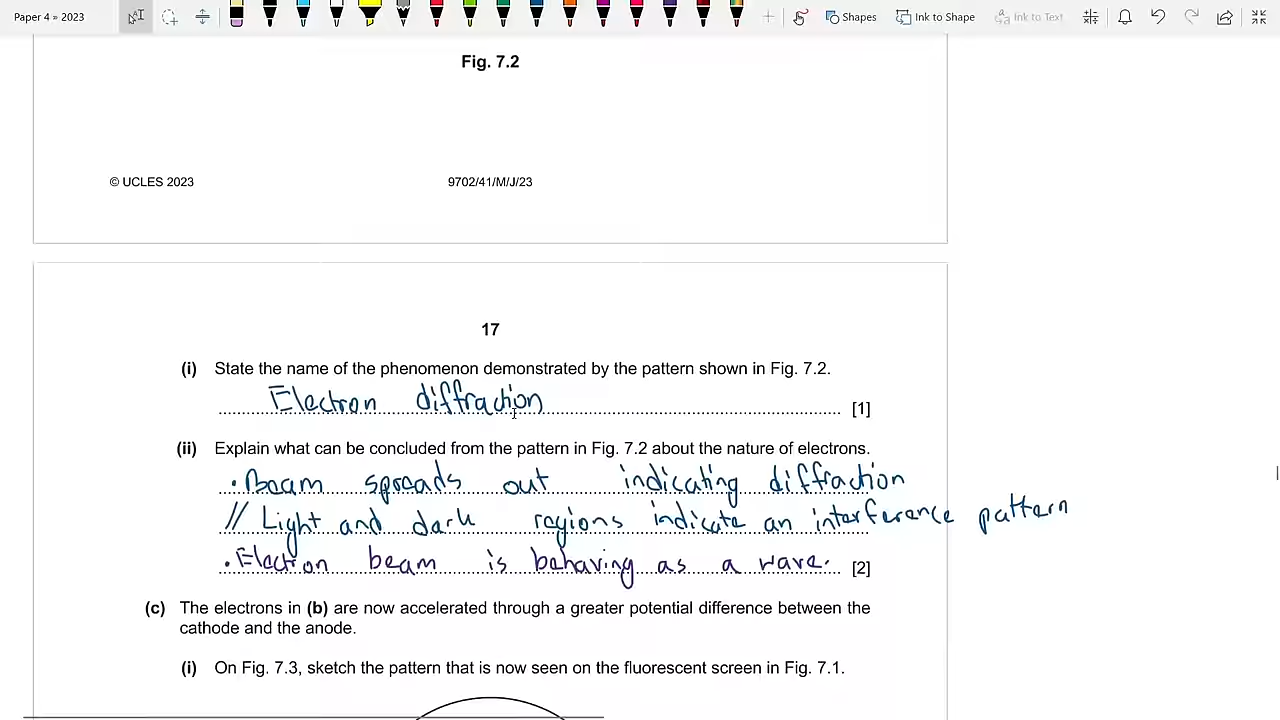 Paper 4 » 2023
Shapes
Ink to Shape
Ink to Text
Fig. 7.2
© UCLES 2023
9702/41/M/J/23
17
(i) State the name of the phenomenon demonstrated by the pattern shown in Fig. 7.2.
Electron diffraction
[1]
(ii) Explain what can be concluded from the pattern in Fig. 7.2 about the nature of electrons.
• Beam spreads out indicating diffraction
// Light and dark regions indicate an interference pattern
• Electron beam is behaving as a wave. [2]
(c) The electrons in (b) are now accelerated through a greater potential difference between the
cathode and the anode.
(i) On Fig. 7.3, sketch the pattern that is now seen on the fluorescent screen in Fig. 7.1.